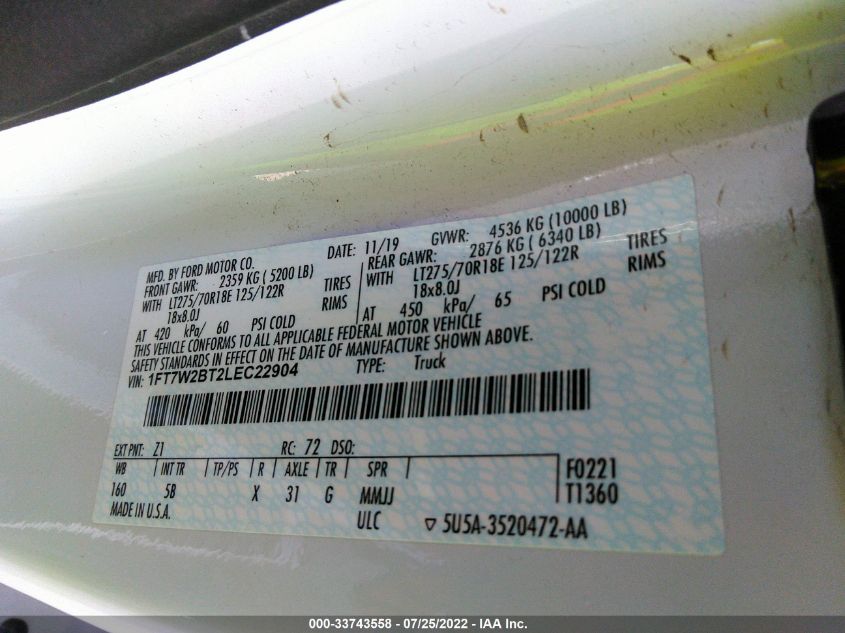 MFD. BY FORD MOTOR CO.
DATE: 11/19 GVWR: 4536 KG (10000 LB)
FRONT GAWR: 2359 KG ( 5200 LB) REAR GAWR: 2876 KG ( 6340 LB)
WITH LT275/70R18E 125/122R TIRES WITH LT275/70R18E 125/122R TIRES
18x8.0J RIMS 18x8.0J RIMS
AT 420 kPa/ 60 PSI COLD AT 450 kPa/ 65 PSI COLD
THIS VEHICLE CONFORMS TO ALL APPLICABLE FEDERAL MOTOR VEHICLE
SAFETY STANDARDS IN EFFECT ON THE DATE OF MANUFACTURE SHOWN ABOVE.
VIN: 1FT7W2BT2LEC22904 TYPE: Truck
EXT PNT: Z1 RC: 72 DSO:
WB INT TR TP/PS R AXLE TR SPR F0221
160 5B X 31 G MMJJ T1360
MADE IN U.S.A. ULC ▽ 5U5A-3520472-AA
000-33743558 - 07/25/2022 - IAA Inc.